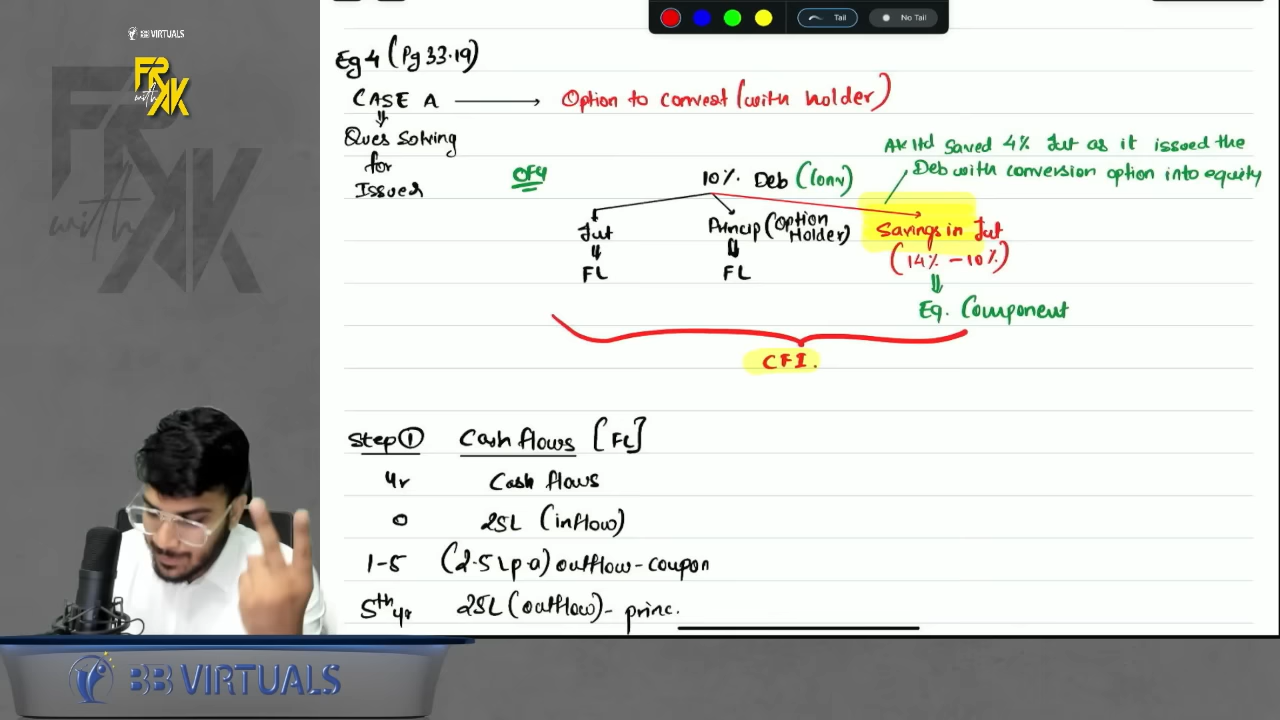 BB VIRTUALS
FR
with
AK
FR
with
AK
Tail
No Tail
Eg 4 (Pg 33.19)
CASE A → Option to convert (with holder)
Ques Solving
for
Issuer
AK ltd saved 4% Int as it issued the
Deb with conversion option into equity
10% Deb (Conv)
Int
Princip (Option Holder)
Savings in Int
(14% - 10%)
FL
FL
Eq. Component
CFI.
Step ① Cash flows [FL]
Yr Cash flows
0 25L (inflow)
1-5 (2.5L p.a) outflow - coupon
5th yr 25L (outflow) - princ.
BB VIRTUALS